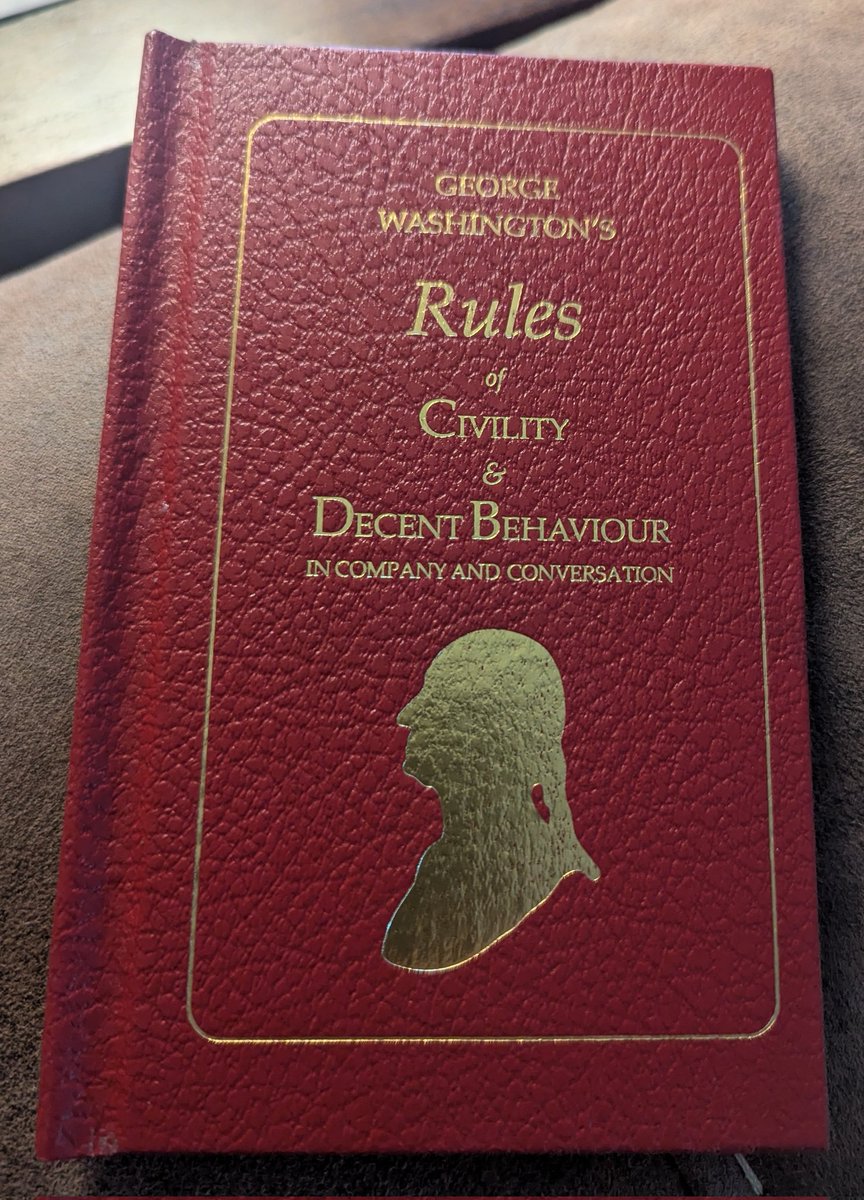 GEORGE
WASHINGTON'S
Rules
of
CIVILITY
&
DECENT BEHAVIOUR
IN COMPANY AND CONVERSATION